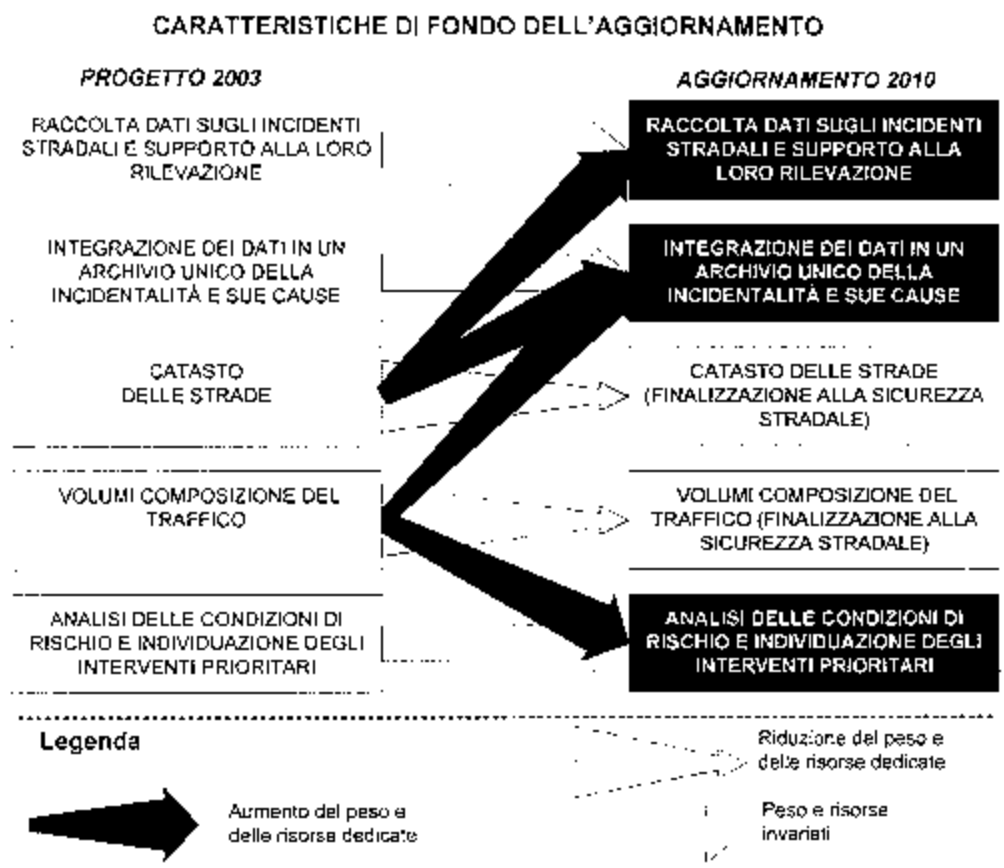 CARATTERISTICHE DI FONDO DELL'AGGIORNAMENTO
PROGETTO 2003
RACCOLTA DATI SUGLI INCIDENTI
STRADALI E SUPPORTO ALLA LORO
RILEVAZIONE
INTEGRAZIONE DEI DATI IN UN
ARCHIVIO UNICO DELLA
INCIDENTALITÀ E SUE CAUSE
CATASTO
DELLE STRADE
VOLUMI COMPOSIZIONE DEL
TRAFFICO
ANALISI DELLE CONDIZIONI DI
RISCHIO E INDIVIDUAZIONE DEGLI
INTERVENTI PRIORITARI
AGGIORNAMENTO 2010
RACCOLTA DATI SUGLI INCIDENTI
STRADALI E SUPPORTO ALLA
LORO RILEVAZIONE
INTEGRAZIONE DEI DATI IN UN
ARCHIVIO UNICO DELLA
INCIDENTALITÀ E SUE CAUSE
CATASTO DELLE STRADE
(FINALIZZAZIONE ALLA SICUREZZA
STRADALE)
VOLUMI COMPOSIZIONE DEL
TRAFFICO (FINALIZZAZIONE ALLA
SICUREZZA STRADALE)
ANALISI DELLE CONDIZIONI DI
RISCHIO E INDIVIDUAZIONE DEGLI
INTERVENTI PRIORITARI
Legenda
Aumento del peso e
delle risorse dedicate
Riduzione del peso e
delle risorse dedicate
Peso e risorse
invariati